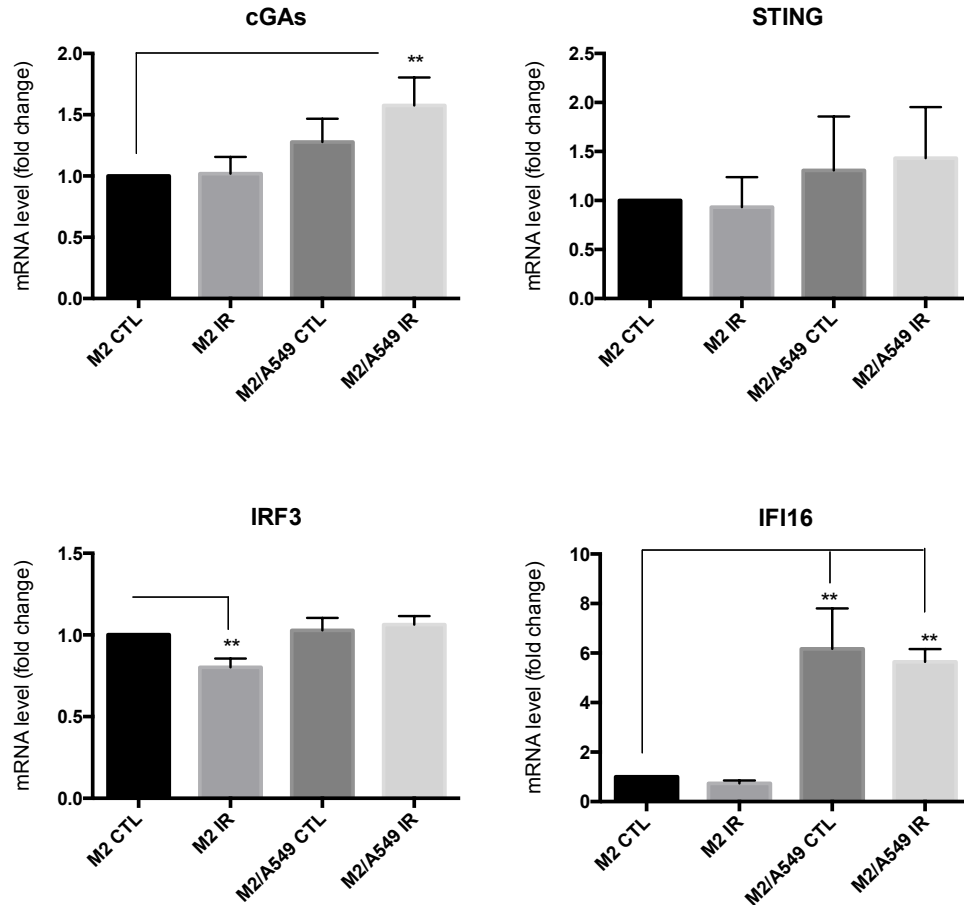 cGAs
mRNA level (fold change)
2.0
1.5
1.0
0.5
0.0
**
M2 CTL
M2 IR
M2/A549 CTL
M2/A549 IR
STING
mRNA level (fold change)
2.5
2.0
1.5
1.0
0.5
0.0
M2 CTL
M2 IR
M2/A549 CTL
M2/A549 IR
IRF3
mRNA level (fold change)
1.5
1.0
0.5
0.0
**
M2 CTL
M2 IR
M2/A549 CTL
M2/A549 IR
IFI16
mRNA level (fold change)
10
8
6
4
2
0
**
**
M2 CTL
M2 IR
M2/A549 CTL
M2/A549 IR